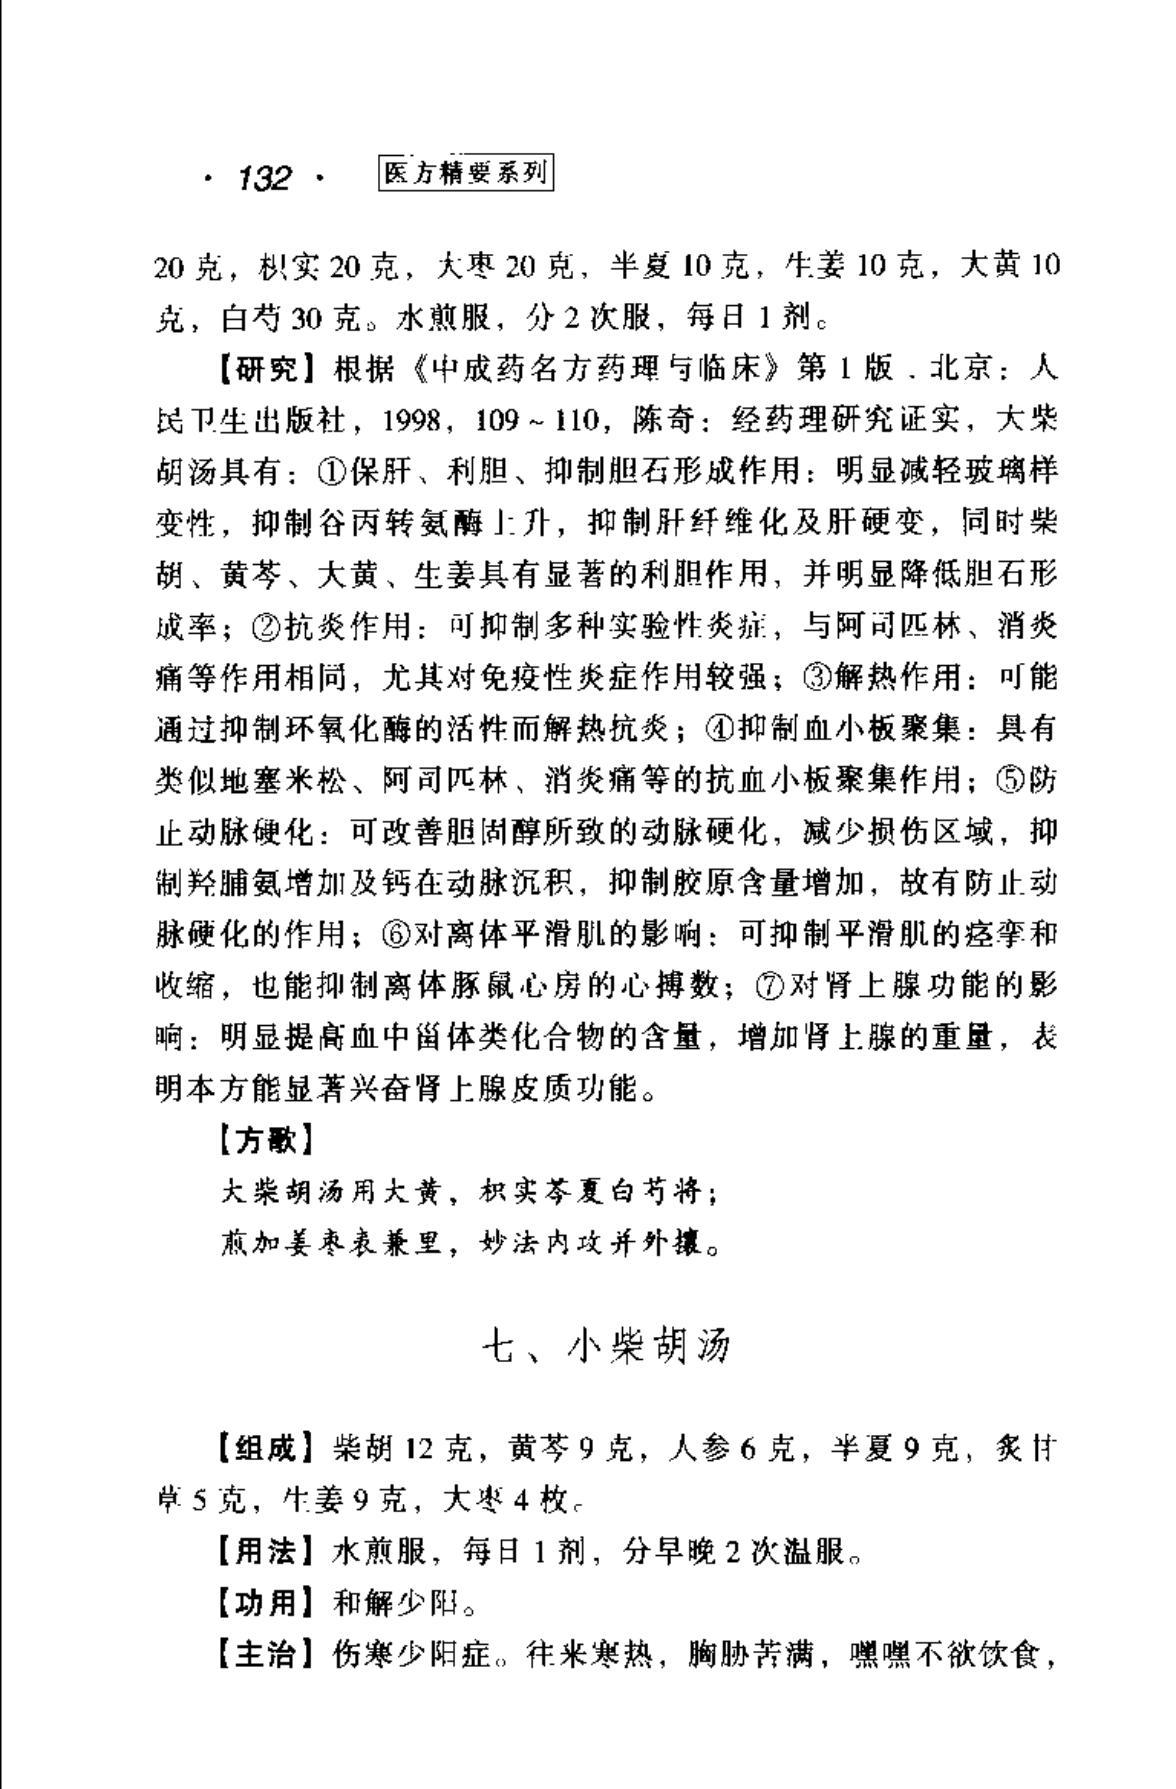 · 132 · 医方精要系列
20 克，枳实 20 克，大枣 20 克，半夏 10 克，生姜 10 克，大黄 10
克，白芍 30 克。水煎服，分 2 次服，每日 1 剂。
【研究】根据《中成药名方药理与临床》第 1 版．北京：人
民卫生出版社，1998，109～110，陈奇：经药理研究证实，大柴
胡汤具有：①保肝、利胆、抑制胆石形成作用：明显减轻玻璃样
变性，抑制谷丙转氨酶上升，抑制肝纤维化及肝硬变，同时柴
胡、黄芩、大黄、生姜具有显著的利胆作用，并明显降低胆石形
成率；②抗炎作用：可抑制多种实验性炎症，与阿司匹林、消炎
痛等作用相同，尤其对免疫性炎症作用较强；③解热作用：可能
通过抑制环氧化酶的活性而解热抗炎；④抑制血小板聚集：具有
类似地塞米松、阿司匹林、消炎痛等的抗血小板聚集作用；⑤防
止动脉硬化：可改善胆固醇所致的动脉硬化，减少损伤区域，抑
制羟脯氨增加及钙在动脉沉积，抑制胶原含量增加，故有防止动
脉硬化的作用；⑥对离体平滑肌的影响：可抑制平滑肌的痉挛和
收缩，也能抑制离体豚鼠心房的心搏数；⑦对肾上腺功能的影
响：明显提高血中甾体类化合物的含量，增加肾上腺的重量，表
明本方能显著兴奋肾上腺皮质功能。
【方歌】
大柴胡汤用大黄，枳实芩夏白芍将；
煎加姜枣表兼里，妙法内攻并外攘。
七、小柴胡汤
【组成】柴胡 12 克，黄芩 9 克，人参 6 克，半夏 9 克，炙甘
草 5 克，生姜 9 克，大枣 4 枚。
【用法】水煎服，每日 1 剂，分早晚 2 次温服。
【功用】和解少阳。
【主治】伤寒少阳症。往来寒热，胸胁苦满，嘿嘿不欲饮食，